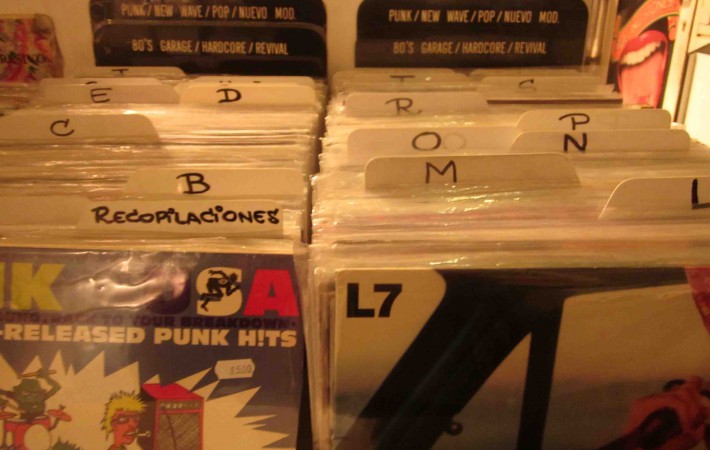 PUNK / NEW WAVE / POP / NUEVO MOD.
80'S GARAGE / HARDCORE / REVIVAL
PUNK / NEW WAVE / POP / NUEVO MOD.
80'S GARAGE / HARDCORE / REVIVAL
E
D
C
B
RECOPILACIONES
T
S
R
P
O
N
M
L
SA
-RELEASED PUNK H!TS
L7